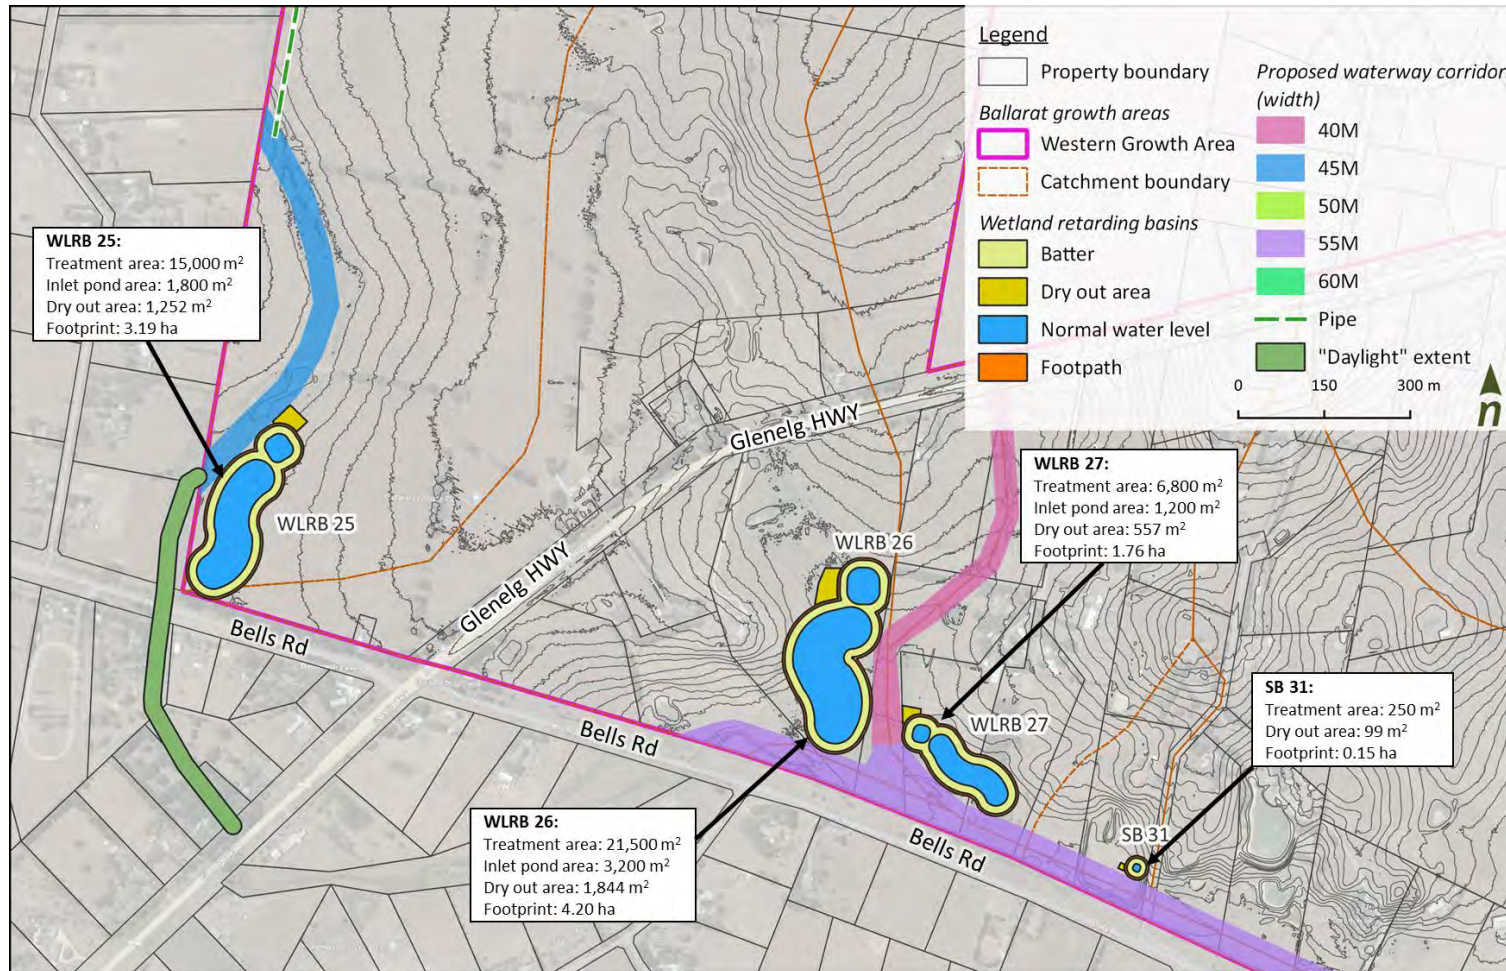 Legend
Property boundary
Ballarat growth areas
Western Growth Area
Catchment boundary
Wetland retarding basins
Batter
Dry out area
Normal water level
Footpath
Proposed waterway corridor
(width)
40M
45M
50M
55M
60M
Pipe
"Daylight" extent
0 150 300 m
n
WLRB 25:
Treatment area: 15,000 m²
Inlet pond area: 1,800 m²
Dry out area: 1,252 m²
Footprint: 3.19 ha
WLRB 25
Glenelg HWY
Glenelg HWY
WLRB 27:
Treatment area: 6,800 m²
Inlet pond area: 1,200 m²
Dry out area: 557 m²
Footprint: 1.76 ha
WLRB 26
Bells Rd
WLRB 27
SB 31:
Treatment area: 250 m²
Dry out area: 99 m²
Footprint: 0.15 ha
Bells Rd
WLRB 26:
Treatment area: 21,500 m²
Inlet pond area: 3,200 m²
Dry out area: 1,844 m²
Footprint: 4.20 ha
SB 31
Bells Rd